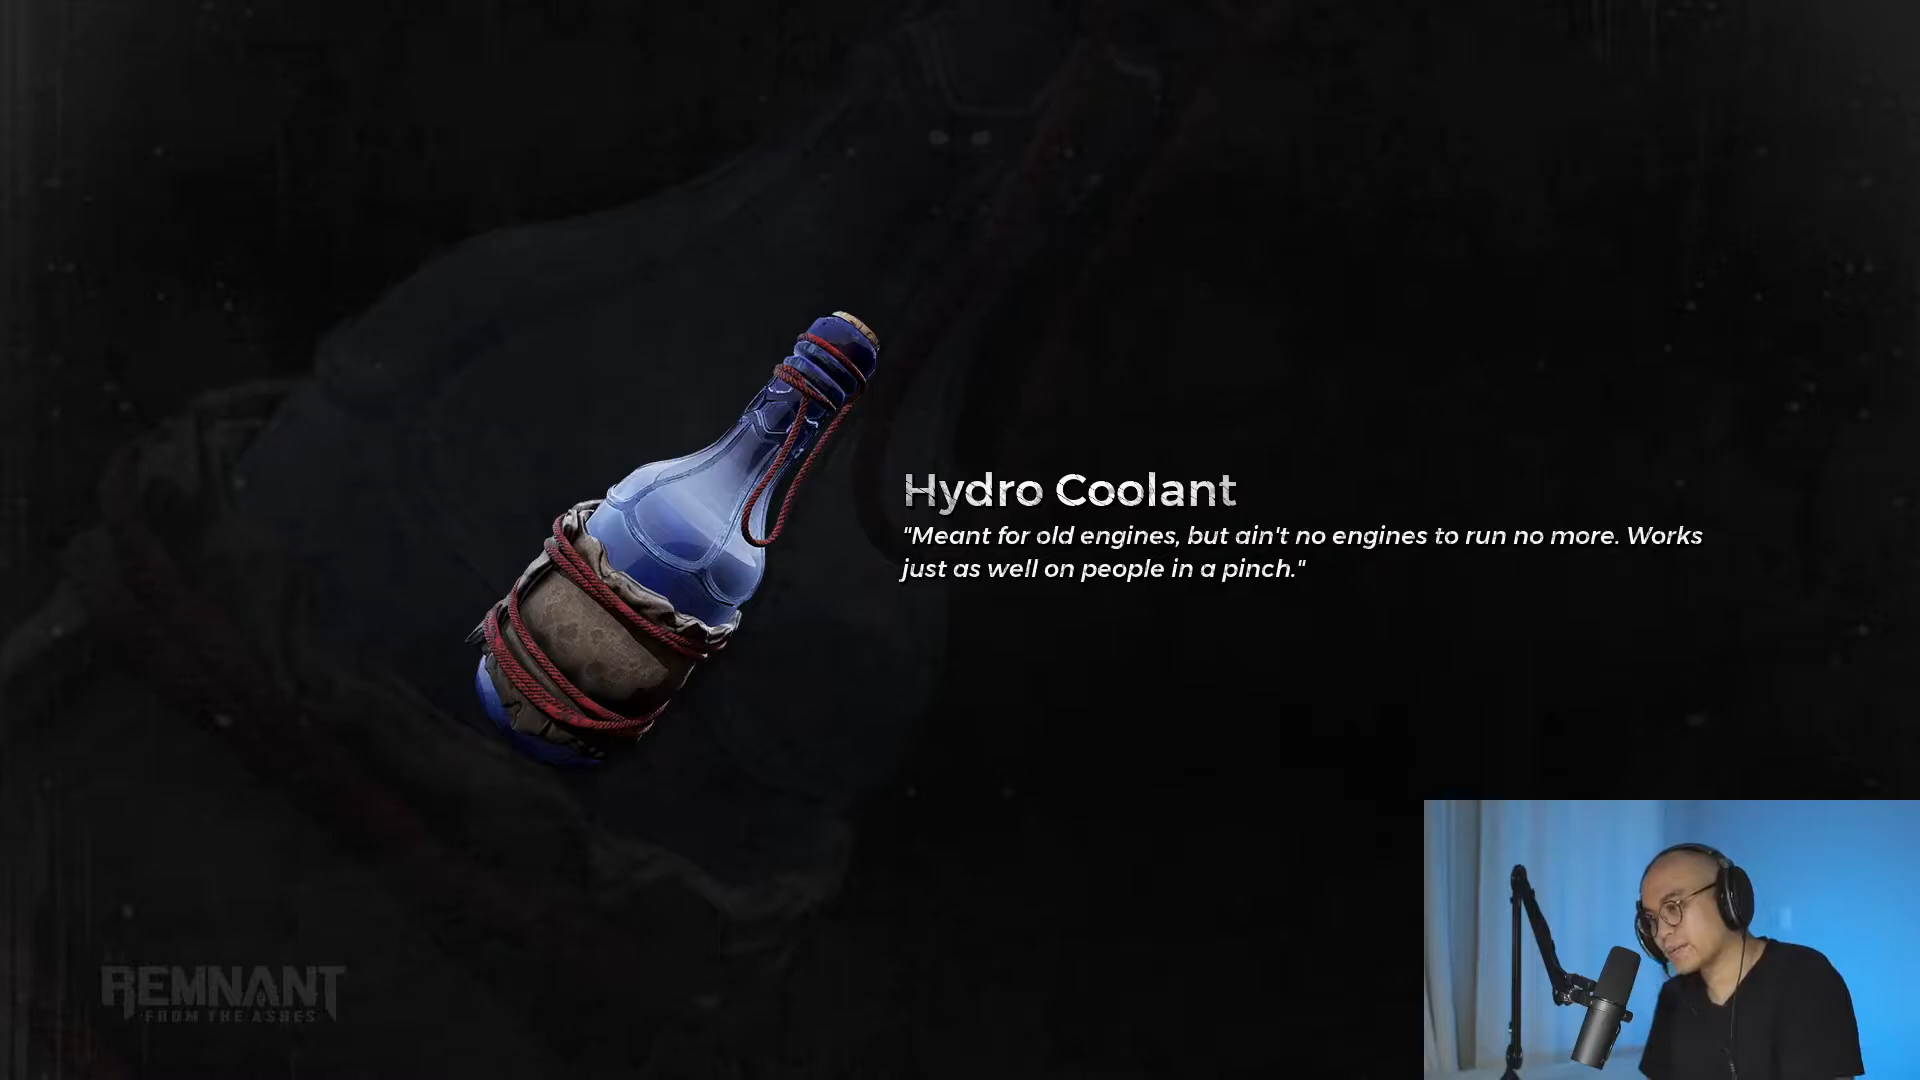 Hydro Coolant
"Meant for old engines, but ain't no engines to run no more. Works
just as well on people in a pinch."
REMNANT
FROM THE ASHES